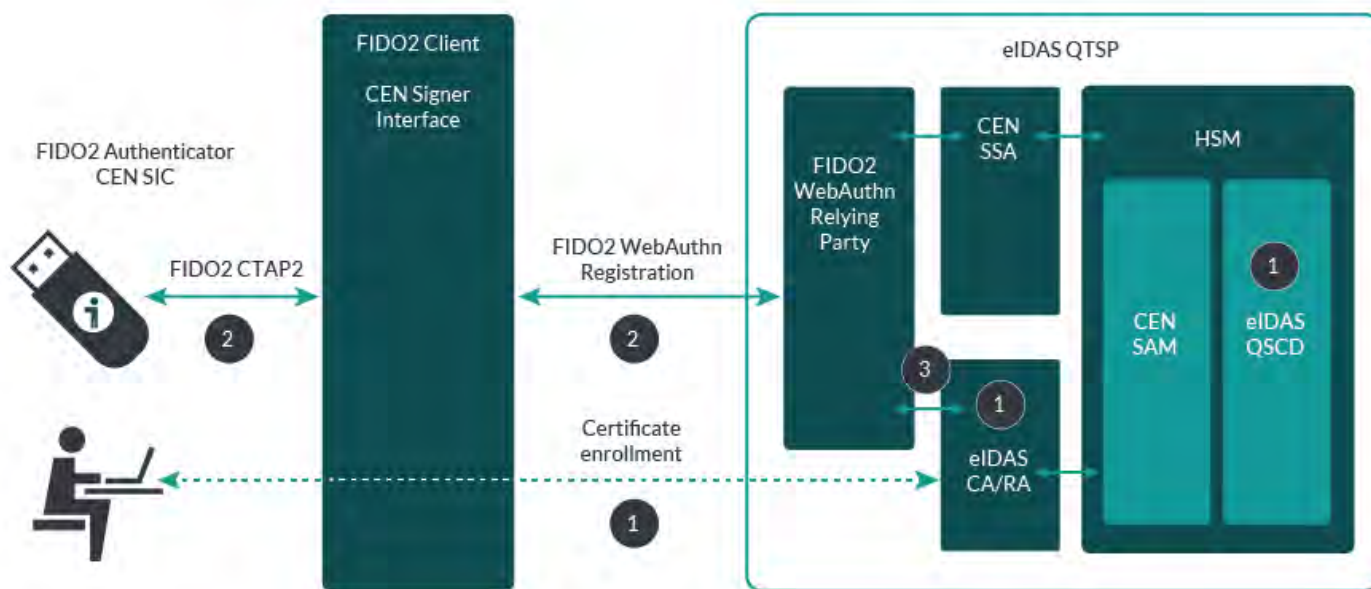 FIDO2 Client
CEN Signer
Interface
eIDAS QTSP
FIDO2 Authenticator
CEN SIC
FIDO2 CTAP2
2
FIDO2 WebAuthn
Registration
2
FIDO2
WebAuthn
Relying
Party
CEN
SSA
HSM
CEN
SAM
1
eIDAS
QSCD
3
1
eIDAS
CA/RA
Certificate
enrollment
1